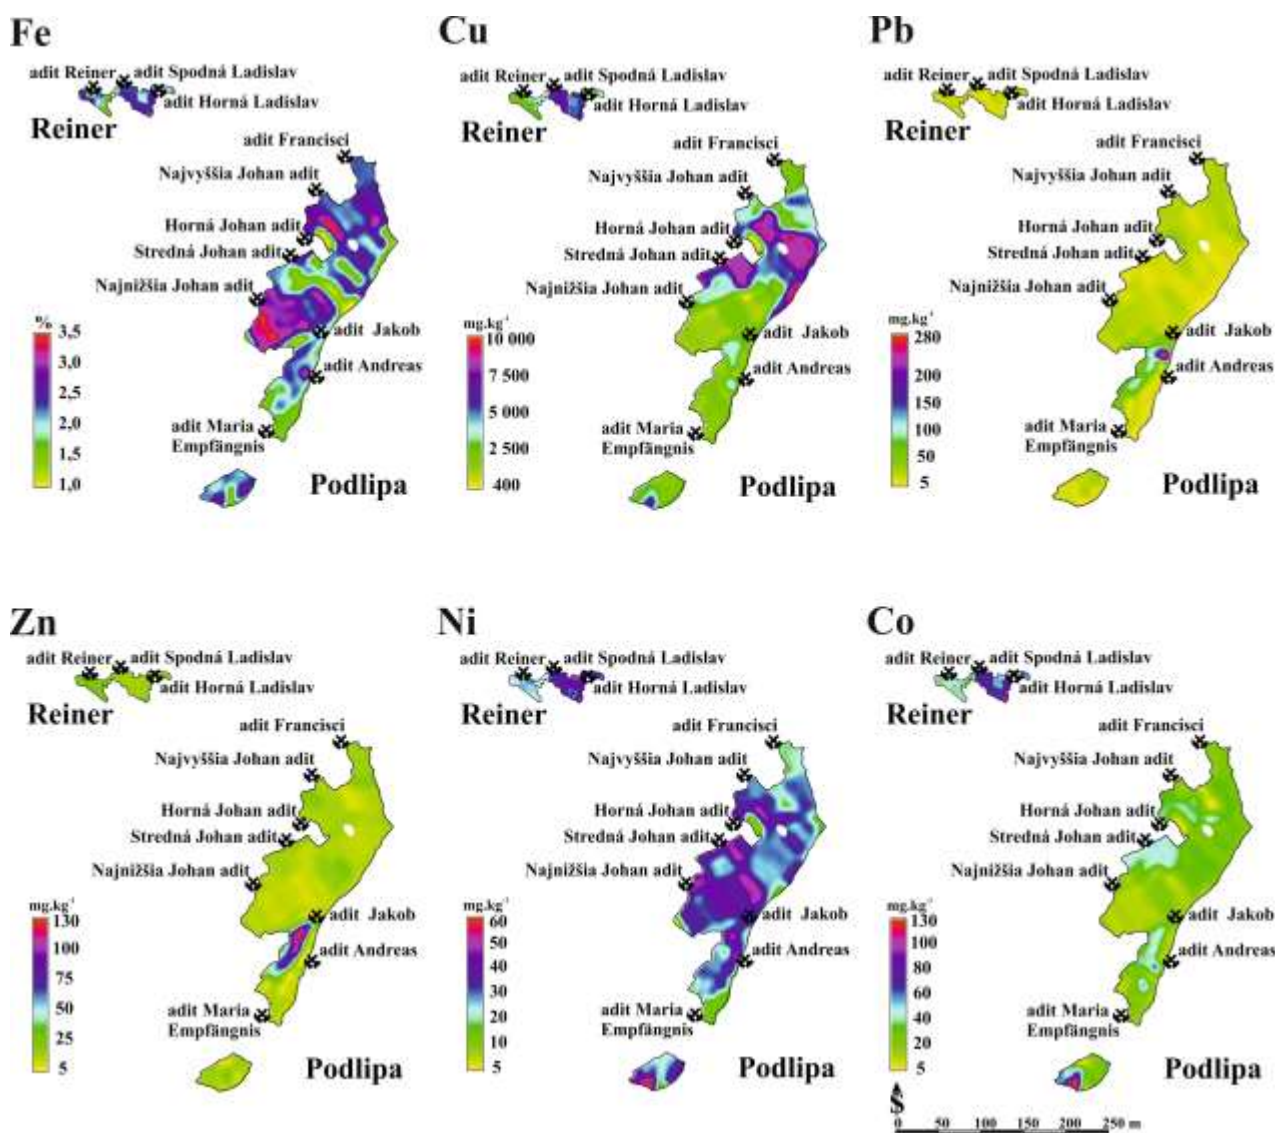 Fe
adit Reiner
adit Spodná Ladislav
adit Horná Ladislav
Reiner
adit Francisci
Najvyššia Johan adit
Horná Johan adit
Stredná Johan adit
Najnižšia Johan adit
%
3,5
3,0
2,5
2,0
1,5
1,0
adit Jakob
adit Andreas
adit Maria
Empfängnis
Podlipa
Cu
adit Reiner
adit Spodná Ladislav
adit Horná Ladislav
Reiner
adit Francisci
Najvyššia Johan adit
Horná Johan adit
Stredná Johan adit
Najnižšia Johan adit
mg.kg-1
10 000
7 500
5 000
2 500
400
adit Jakob
adit Andreas
adit Maria
Empfängnis
Podlipa
Pb
adit Reiner
adit Spodná Ladislav
adit Horná Ladislav
Reiner
adit Francisci
Najvyššia Johan adit
Horná Johan adit
Stredná Johan adit
Najnižšia Johan adit
mg.kg-1
280
200
150
100
50
5
adit Jakob
adit Andreas
adit Maria
Empfängnis
Podlipa
Zn
adit Reiner
adit Spodná Ladislav
adit Horná Ladislav
Reiner
adit Francisci
Najvyššia Johan adit
Horná Johan adit
Stredná Johan adit
Najnižšia Johan adit
mg.kg-1
130
100
75
50
25
5
adit Jakob
adit Andreas
adit Maria
Empfängnis
Podlipa
Ni
adit Reiner
adit Spodná Ladislav
adit Horná Ladislav
Reiner
adit Francisci
Najvyššia Johan adit
Horná Johan adit
Stredná Johan adit
Najnižšia Johan adit
mg.kg-1
60
50
40
30
20
10
5
adit Jakob
adit Andreas
adit Maria
Empfängnis
Podlipa
Co
adit Reiner
adit Spodná Ladislav
adit Horná Ladislav
Reiner
adit Francisci
Najvyššia Johan adit
Horná Johan adit
Stredná Johan adit
Najnižšia Johan adit
mg.kg-1
130
100
80
60
40
20
5
adit Jakob
adit Andreas
adit Maria
Empfängnis
Podlipa
S
0 50 100 150 200 250 m